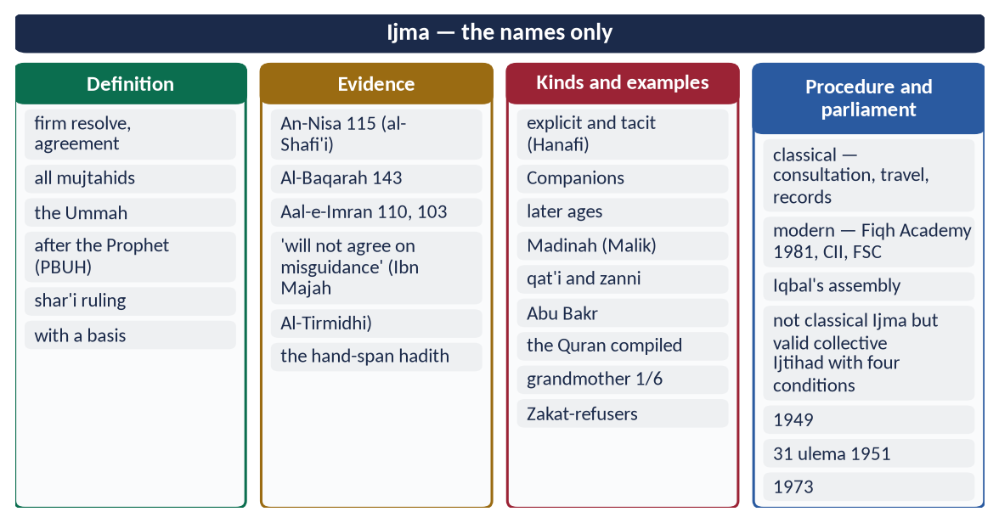 Ijma — the names only
Definition
firm resolve,
agreement
all mujtahids
the Ummah
after the Prophet
(PBUH)
shar'i ruling
with a basis
Evidence
An-Nisa 115 (al-
Shafi'i)
Al-Baqarah 143
Aal-e-Imran 110, 103
'will not agree on
misguidance' (Ibn
Majah
Al-Tirmidhi)
the hand-span hadith
Kinds and examples
explicit and tacit
(Hanafi)
Companions
later ages
Madinah (Malik)
qat'i and zanni
Abu Bakr
the Quran compiled
grandmother 1/6
Zakat-refusers
Procedure and
parliament
classical —
consultation, travel,
records
modern — Fiqh Academy
1981, CII, FSC
Iqbal's assembly
not classical Ijma but
valid collective
Ijtihad with four
conditions
1949
31 ulema 1951
1973